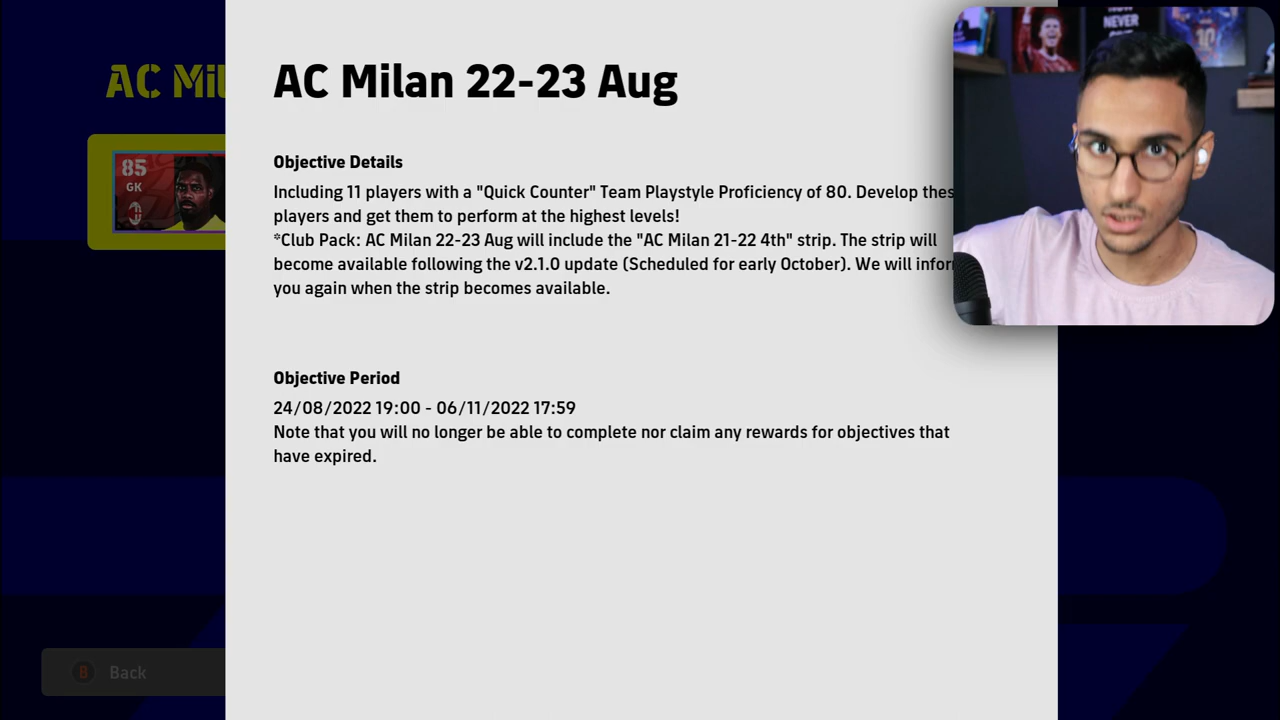 AC Mil
85
GK
AC Milan 22-23 Aug
Objective Details
Including 11 players with a "Quick Counter" Team Playstyle Proficiency of 80. Develop thes
players and get them to perform at the highest levels!
*Club Pack: AC Milan 22-23 Aug will include the "AC Milan 21-22 4th" strip. The strip will
become available following the v2.1.0 update (Scheduled for early October). We will infor
you again when the strip becomes available.
Objective Period
24/08/2022 19:00 - 06/11/2022 17:59
Note that you will no longer be able to complete nor claim any rewards for objectives that
have expired.
B Back
NEVER
10